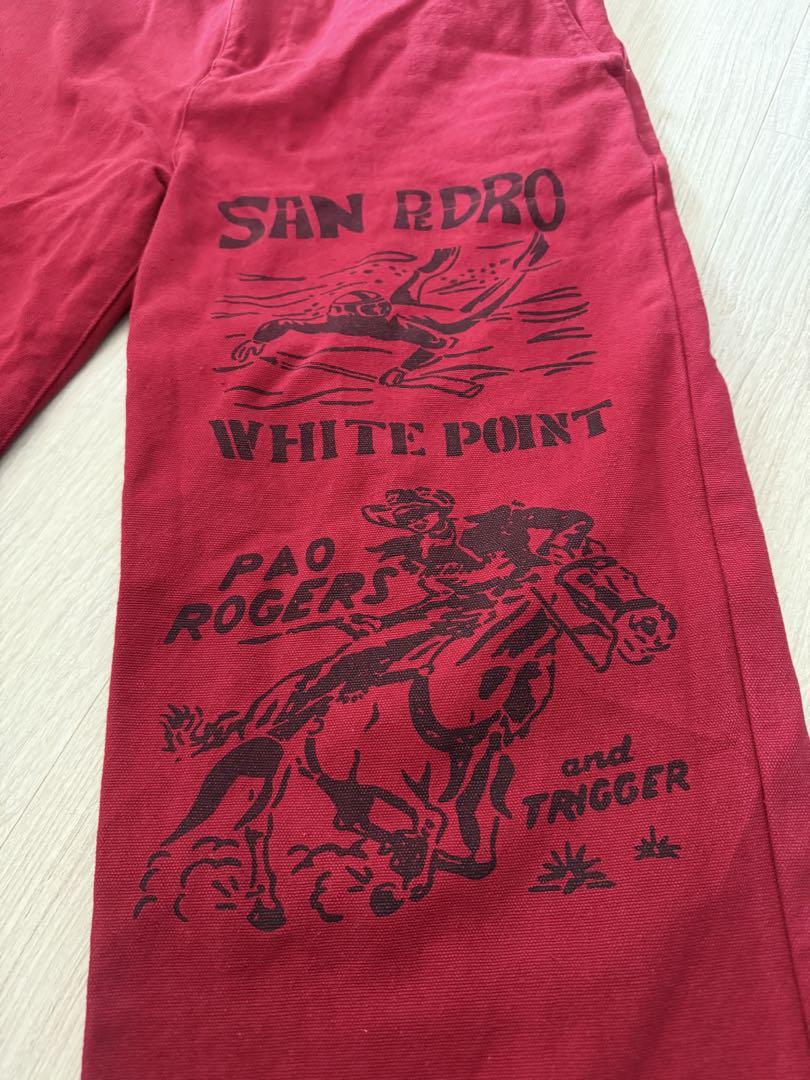 SAN PEDRO
WHITE POINT
PAO
ROGERS
and
TRIGGER